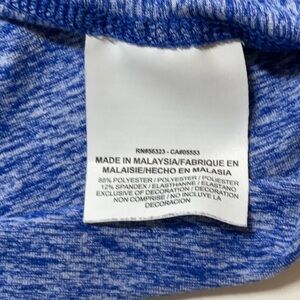 RN#56323 - CA#05553
MADE IN MALAYSIA/FABRIQUE EN
MALAISIE/HECHO EN MALASIA
88% POLYESTER / POLYESTER / POLIESTER
12% SPANDEX / ELASTHANNE / ELASTANO
EXCLUSIVE OF DECORATION / DECORATION
NON COMPRISE / NO INCLUYE LA
DECORACION